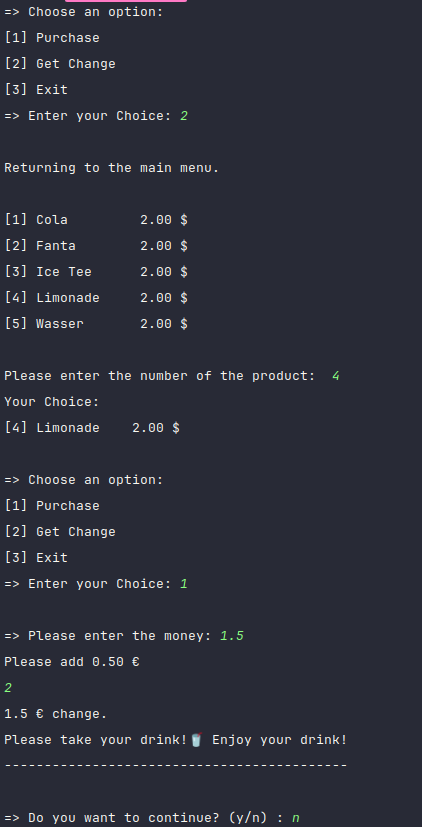 => Choose an option:
[1] Purchase
[2] Get Change
[3] Exit
=> Enter your Choice: 2
Returning to the main menu.
[1] Cola 2.00 $
[2] Fanta 2.00 $
[3] Ice Tee 2.00 $
[4] Limonade 2.00 $
[5] Wasser 2.00 $
Please enter the number of the product: 4
Your Choice:
[4] Limonade 2.00 $
=> Choose an option:
[1] Purchase
[2] Get Change
[3] Exit
=> Enter your Choice: 1
=> Please enter the money: 1.5
Please add 0.50 €
2
1.5 € change.
Please take your drink!🥤 Enjoy your drink!
-------------------------------------------
=> Do you want to continue? (y/n) : n